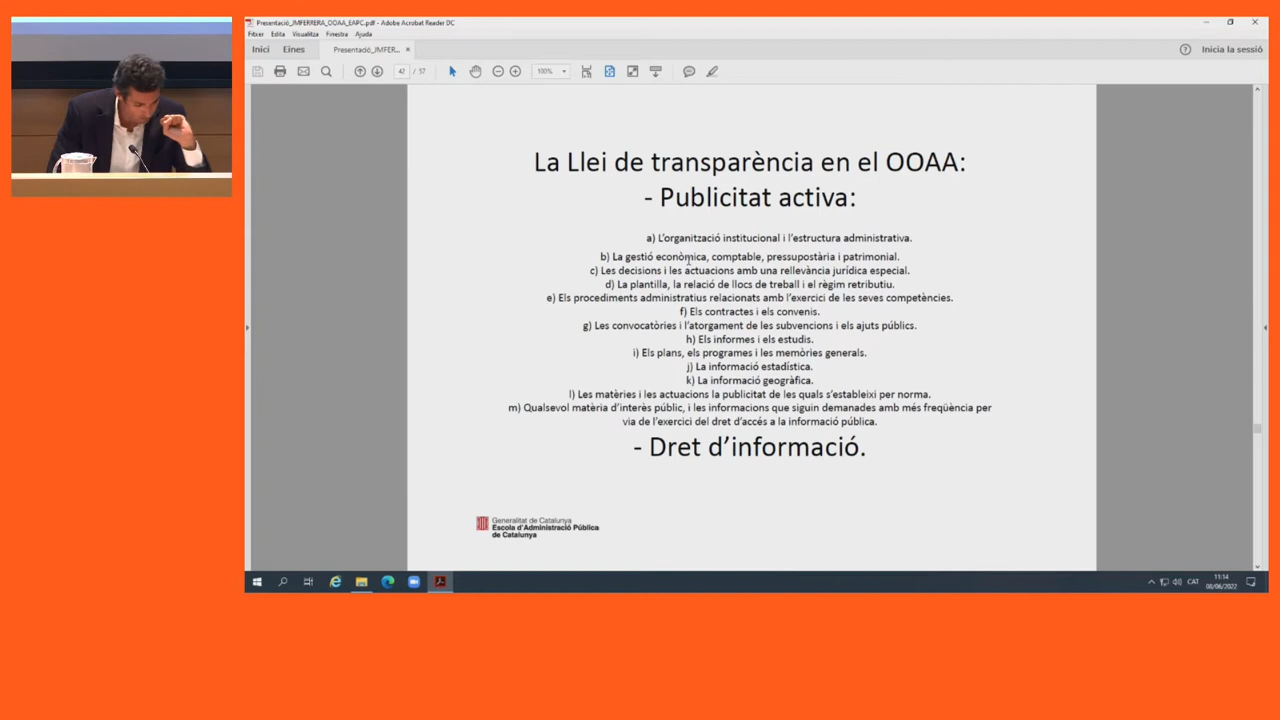 Presentació_JMFERRERA_OOAA_EAPC.pdf - Adobe Acrobat Reader DC
Fitxer Edita Visualitza Finestra Ajuda
Inici Eines Presentació_JMFER... × Inicia la sessió
42 / 57 100%
La Llei de transparència en el OOAA:
- Publicitat activa:
a) L’organització institucional i l’estructura administrativa.
b) La gestió econòmica, comptable, pressupostària i patrimonial.
c) Les decisions i les actuacions amb una rellevància jurídica especial.
d) La plantilla, la relació de llocs de treball i el règim retributiu.
e) Els procediments administratius relacionats amb l’exercici de les seves competències.
f) Els contractes i els convenis.
g) Les convocatòries i l’atorgament de les subvencions i els ajuts públics.
h) Els informes i els estudis.
i) Els plans, els programes i les memòries generals.
j) La informació estadística.
k) La informació geogràfica.
l) Les matèries i les actuacions la publicitat de les quals s’estableixi per norma.
m) Qualsevol matèria d’interès públic, i les informacions que siguin demanades amb més freqüència per
via de l’exercici del dret d’accés a la informació pública.
- Dret d’informació.
Generalitat de Catalunya
Escola d’Administració Pública
de Catalunya
CAT 11:14
08/06/2022